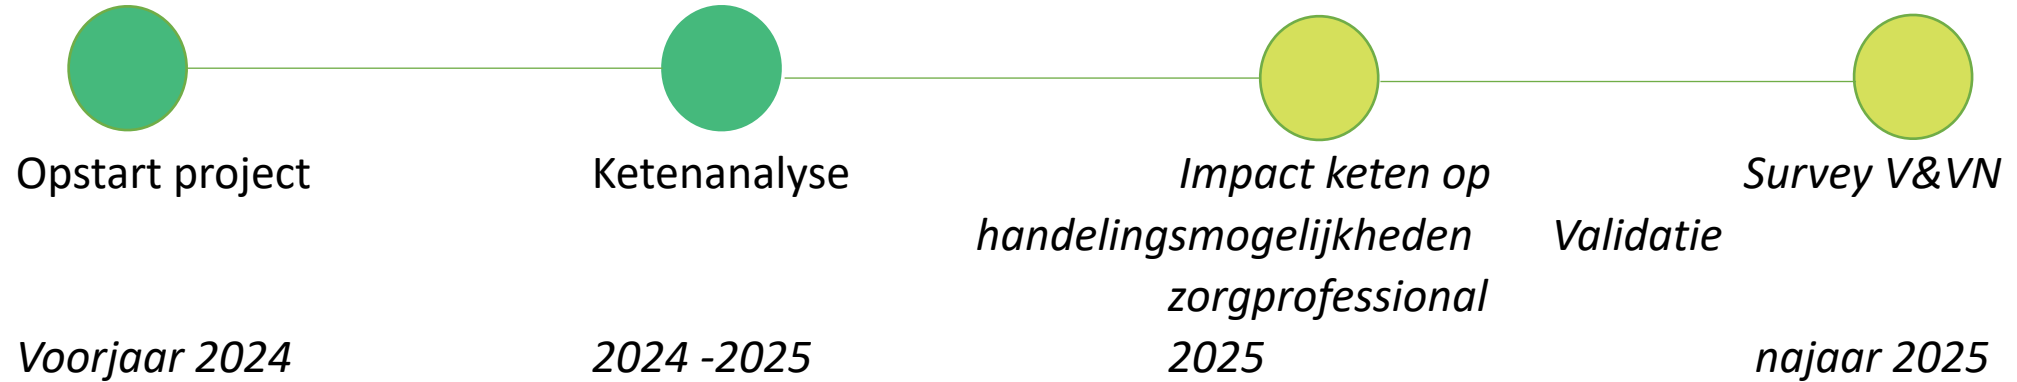 Opstart project Ketenanalyse Impact keten op Survey V&VN
handelingsmogelijkheden Validatie
zorgprofessional
Voorjaar 2024 2024 -2025 2025 najaar 2025